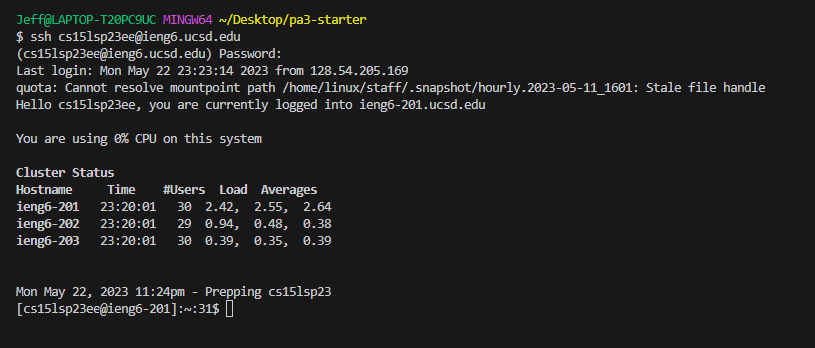 Jeff@LAPTOP-T20PC9UC MINGW64 ~/Desktop/pa3-starter
$ ssh cs15lsp23ee@ieng6.ucsd.edu
(cs15lsp23ee@ieng6.ucsd.edu) Password:
Last login: Mon May 22 23:23:14 2023 from 128.54.205.169
quota: Cannot resolve mountpoint path /home/linux/staff/.snapshot/hourly.2023-05-11_1601: Stale file handle
Hello cs15lsp23ee, you are currently logged into ieng6-201.ucsd.edu
You are using 0% CPU on this system
Cluster Status
Hostname     Time    #Users  Load  Averages
ieng6-201   23:20:01   30  2.42,  2.55,  2.64
ieng6-202   23:20:01   29  0.94,  0.48,  0.38
ieng6-203   23:20:01   30  0.39,  0.35,  0.39
Mon May 22, 2023 11:24pm - Prepping cs15lsp23
[cs15lsp23ee@ieng6-201]:~:31$